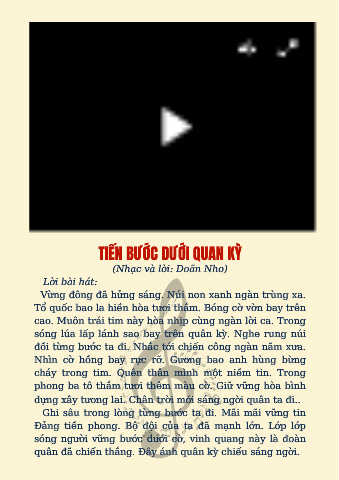 TIẾN BƯỚC DƯỚI QUAN KỲ
(Nhạc và lời: Doãn Nho)
Lời bài hát:
Vừng đông đã hửng sáng. Núi non xanh ngàn trùng xa.
Tổ quốc bao la hiền hòa tươi thắm. Bóng cờ vờn bay trên
cao. Muôn trái tim này hòa nhịp cùng ngàn lời ca. Trong
sóng lúa lấp lánh sao bay trên quân kỳ. Nghe rung núi
đồi từng bước ta đi. Nhắc tới chiến công ngàn năm xưa.
Nhìn cờ hồng bay rực rỡ. Gương bao anh hùng bừng
cháy trong tim. Quên thân mình một niềm tin. Trong
phong ba tô thắm tươi thêm màu cờ. Giữ vững hòa bình
dựng xây tương lai. Chân trời mới sáng ngời quân ta đi..
Ghi sâu trong lòng từng bước ta đi. Mãi mãi vững tin
Đảng tiền phong. Bộ đội của ta đã mạnh lớn. Lớp lớp
sóng người vững bước dưới cờ, vinh quang này là đoàn
quân đã chiến thắng. Đây ánh quân kỳ chiếu sáng ngời.